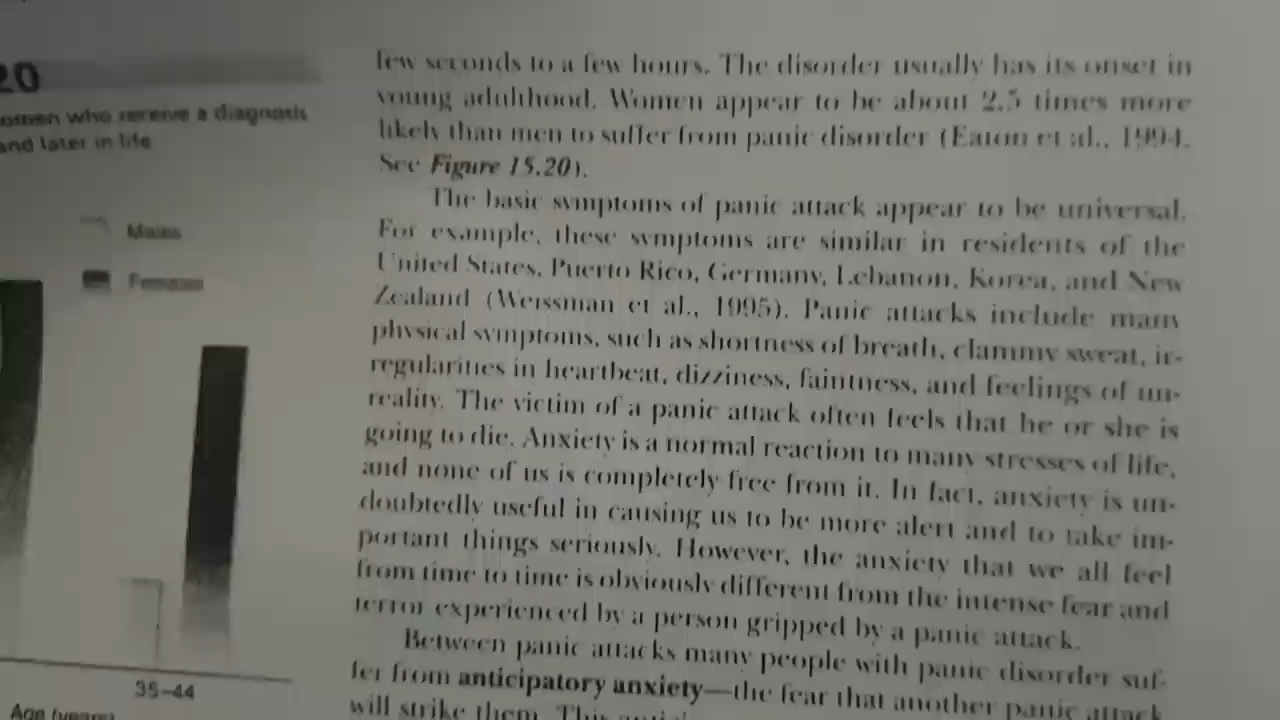 20
omen who receive a diagnosis
and later in life
Males
Females
35–44
Age (years)
few seconds to a few hours. The disorder usually has its onset in
young adulthood. Women appear to be about 2.5 times more
likely than men to suffer from panic disorder (Eaton et al., 1994.
See Figure 15.20).
The basic symptoms of panic attack appear to be universal.
For example, these symptoms are similar in residents of the
United States, Puerto Rico, Germany, Lebanon, Korea, and New
Zealand (Weissman et al., 1995). Panic attacks include many
physical symptoms, such as shortness of breath, clammy sweat, ir-
regularities in heartbeat, dizziness, faintness, and feelings of un-
reality. The victim of a panic attack often feels that he or she is
going to die. Anxiety is a normal reaction to many stresses of life,
and none of us is completely free from it. In fact, anxiety is un-
doubtedly useful in causing us to be more alert and to take im-
portant things seriously. However, the anxiety that we all feel
from time to time is obviously different from the intense fear and
terror experienced by a person gripped by a panic attack.
Between panic attacks many people with panic disorder suf-
fer from anticipatory anxiety—the fear that another panic attack
will strike them. This